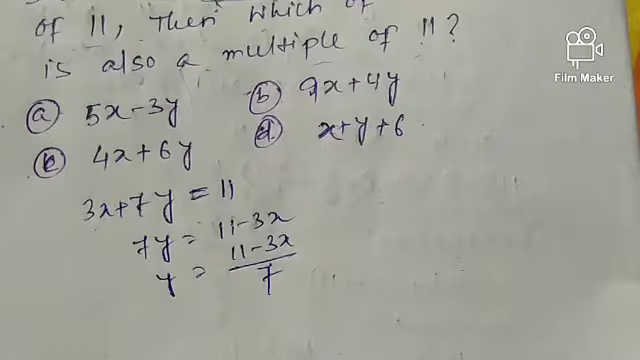 of 11, then which of
is also a multiple of 11?
(a) 5x-3y (b) 9x+4y
(c) 4x+6y (d) x+y+6
3x+7y = 11
7y = 11-3x
y = 11-3x
7
Film Maker